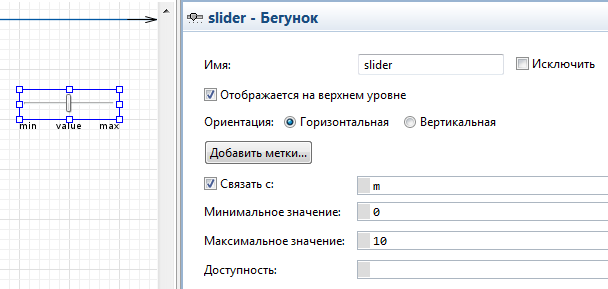 slider - Бегунок
Имя: slider Исключить
Отображается на верхнем уровне
Ориентация: Горизонтальная Вертикальная
min value max
Добавить метки...
Связать с: m
Минимальное значение: 0
Максимальное значение: 10
Доступность: